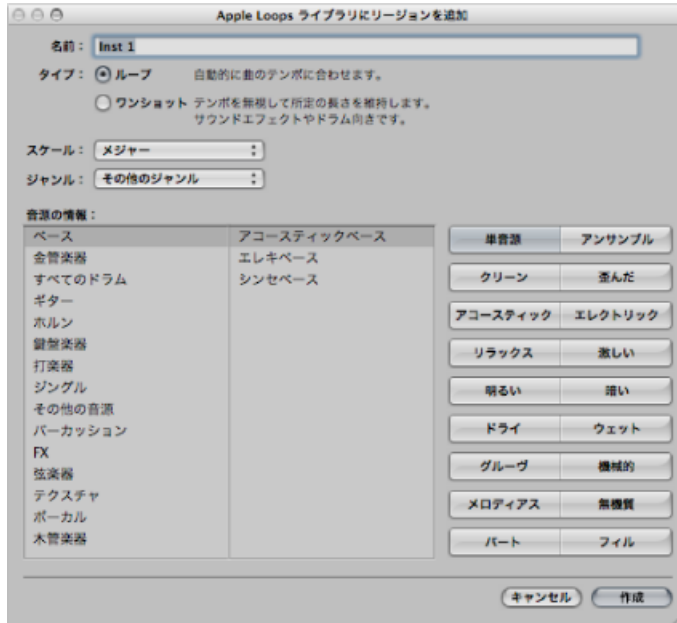 Apple Loops ライブラリにリージョンを追加
名前： Inst 1
タイプ： ループ 自動的に曲のテンポに合わせます。
ワンショット テンポを無視して所定の長さを維持します。
サウンドエフェクトやドラム向きです。
スケール： メジャー
ジャンル： その他のジャンル
音源の情報：
ベース アコースティックベース 単音源 アンサンブル
金管楽器 エレキベース
すべてのドラム シンセベース クリーン 歪んだ
ギター
ホルン アコースティック エレクトリック
鍵盤楽器
打楽器 リラックス 激しい
ジングル 明るい 暗い
その他の音源
パーカッション ドライ ウェット
FX
弦楽器 グルーヴ 機械的
テクスチャ メロディアス 無機質
ボーカル
木管楽器 パート フィル
キャンセル 作成